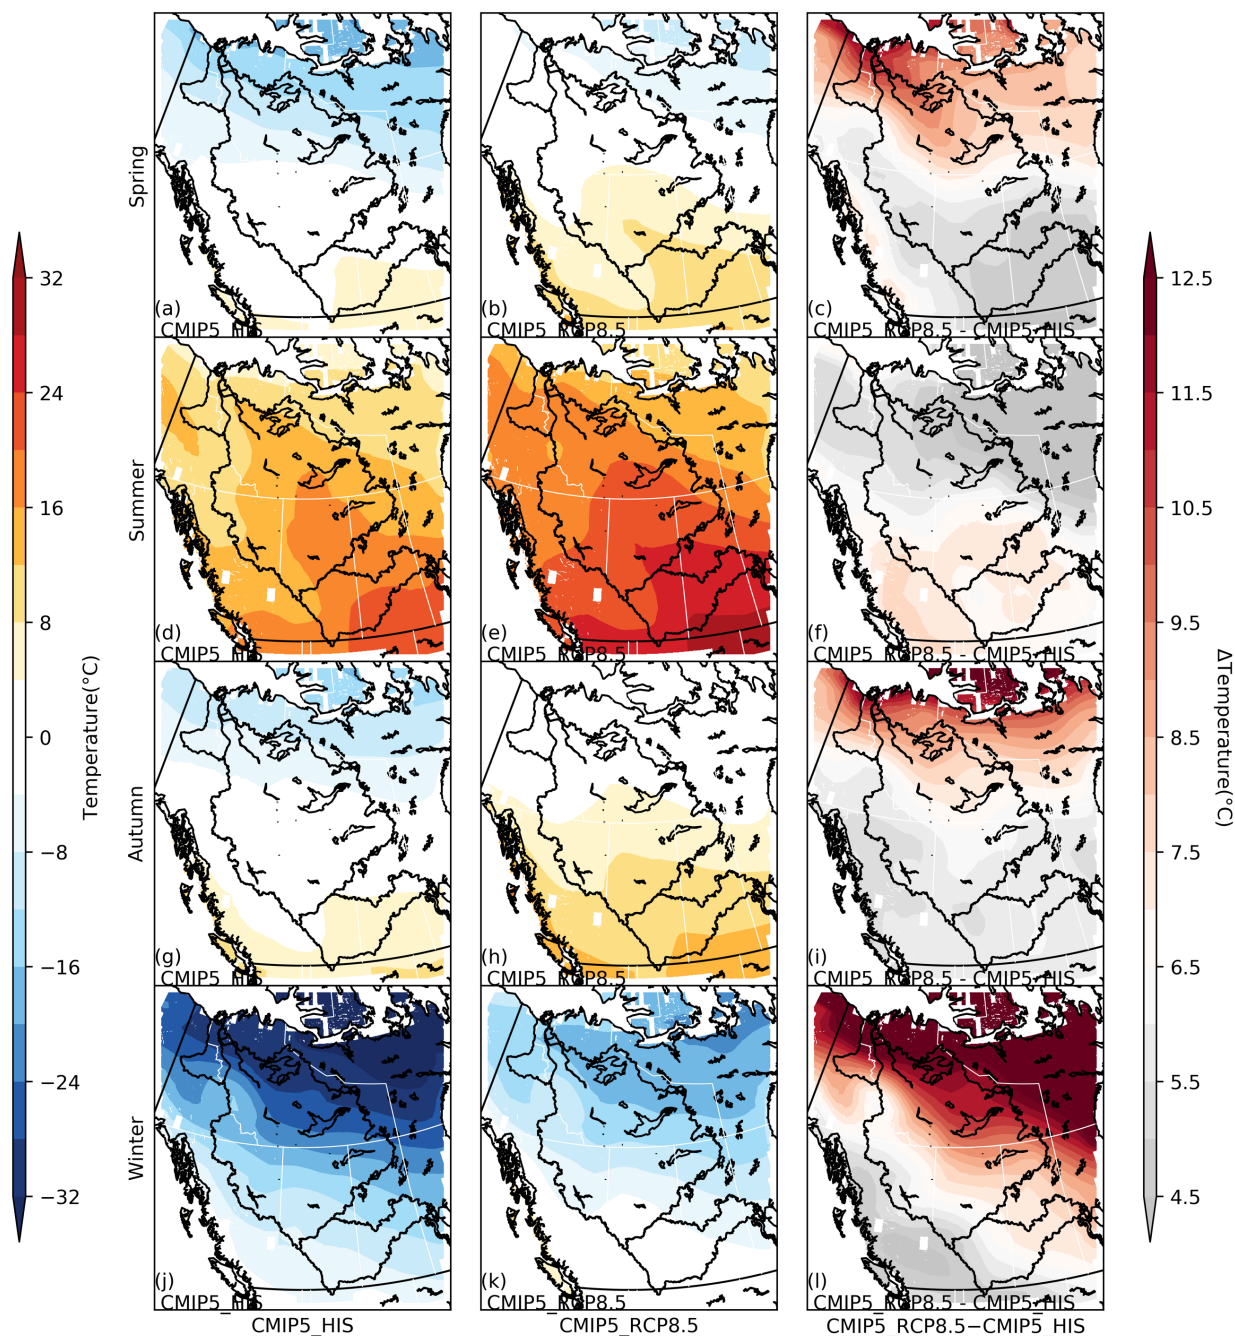 Spring
(a)
CMIP5_HIS
(b)
CMIP5_RCP8.5
(c)
CMIP5_RCP8.5 - CMIP5_HIS
Summer
(d)
CMIP5_HIS
(e)
CMIP5_RCP8.5
(f)
CMIP5_RCP8.5 - CMIP5_HIS
Autumn
(g)
CMIP5_HIS
(h)
CMIP5_RCP8.5
(i)
CMIP5_RCP8.5 - CMIP5_HIS
Winter
(j)
CMIP5_HIS
(k)
CMIP5_RCP8.5
(l)
CMIP5_RCP8.5 - CMIP5_HIS
CMIP5_HIS
CMIP5_RCP8.5
CMIP5_RCP8.5−CMIP5_HIS
Temperature(°C)
32
24
16
8
0
−8
−16
−24
−32
ΔTemperature(°C)
12.5
11.5
10.5
9.5
8.5
7.5
6.5
5.5
4.5